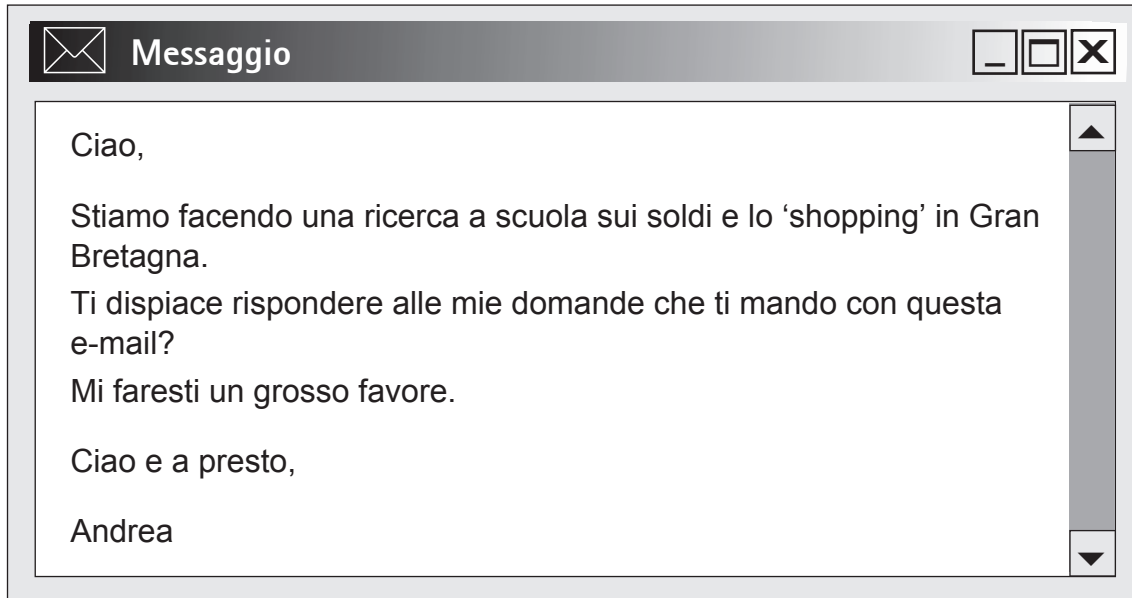 Messaggio
Ciao,
Stiamo facendo una ricerca a scuola sui soldi e lo ‘shopping’ in Gran
Bretagna.
Ti dispiace rispondere alle mie domande che ti mando con questa
e-mail?
Mi faresti un grosso favore.
Ciao e a presto,
Andrea